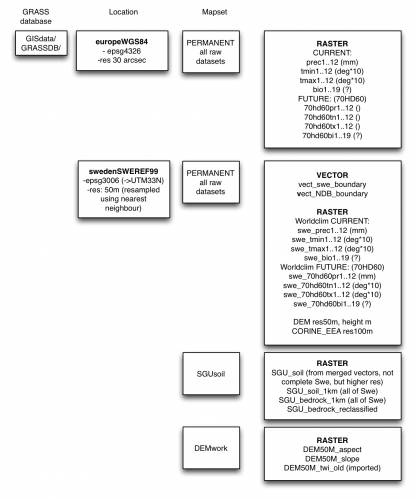 GRASS
database
Location
Mapset
GISdata/
GRASSDB/
europeWGS84
- epsg4326
-res 30 arcsec
PERMANENT
all raw
datasets
RASTER
CURRENT:
prec1..12 (mm)
tmin1..12 (deg*10)
tmax1..12 (deg*10)
bio1..19 (?)
FUTURE: (70HD60)
70hd60pr1..12 ()
70hd60tn1..12 ()
70hd60tx1..12 ()
70hd60bi1..19 (?)
swedenSWEREF99
-epsg3006 (->UTM33N)
-res: 50m (resampled
using nearest
neighbour)
PERMANENT
all raw
datasets
VECTOR
vect_swe_boundary
vect_NDB_boundary
RASTER
Worldclim CURRENT:
swe_prec1..12 (mm)
swe_tmin1..12 (deg*10)
swe_tmax1..12 (deg*10)
swe_bio1..19 (?)
Worldclim FUTURE: (70HD60)
swe_70hd60pr1..12 (mm)
swe_70hd60tn1..12 (deg*10)
swe_70hd60tx1..12 (deg*10)
swe_70hd60bi1..19 (?)
DEM res50m, height m
CORINE_EEA res100m
SGUsoil
RASTER
SGU_soil (from merged vectors, not
complete Swe, but higher res)
SGU_soil_1km (all of Swe)
SGU_bedrock_1km (all of Swe)
SGU_bedrock_reclassified
DEMwork
RASTER
DEM50M_aspect
DEM50M_slope
DEM50M_twi_old (imported)